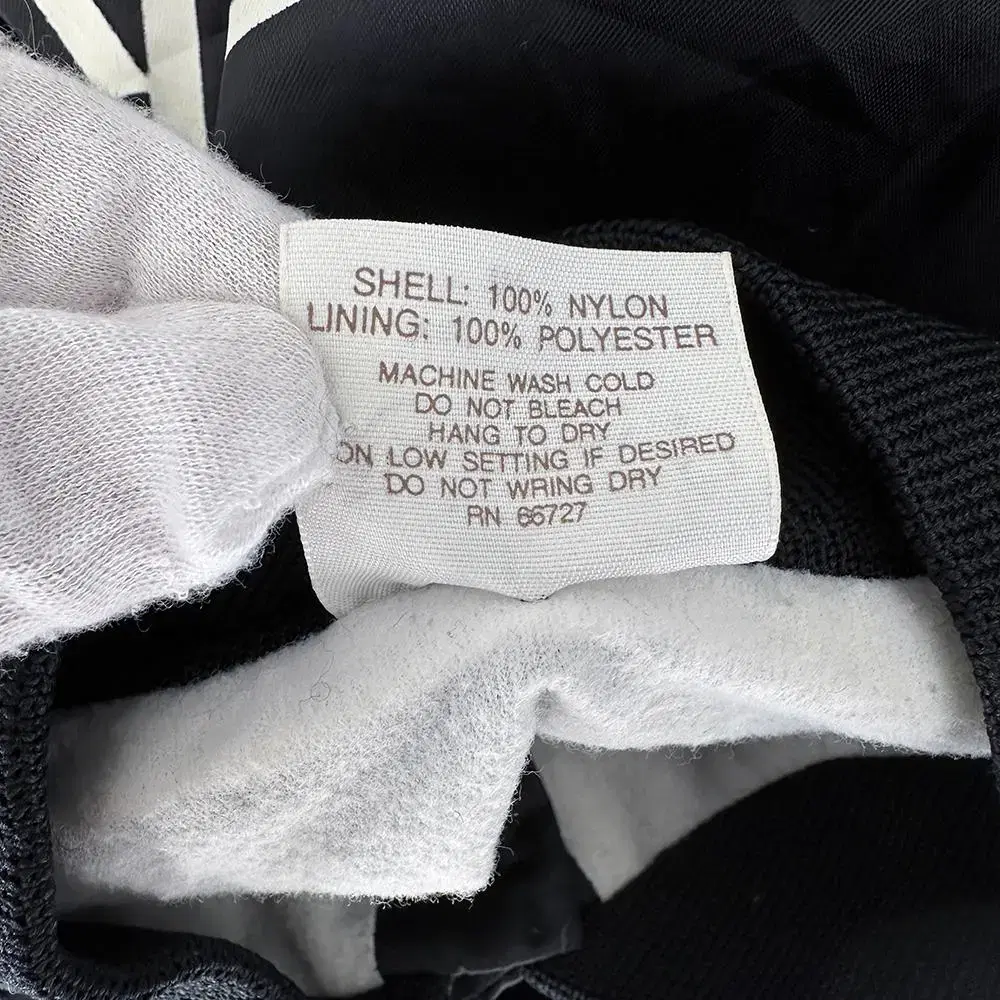 SHELL: 100% NYLON
LINING: 100% POLYESTER
MACHINE WASH COLD
DO NOT BLEACH
HANG TO DRY
ON LOW SETTING IF DESIRED
DO NOT WRING DRY
RN 66727